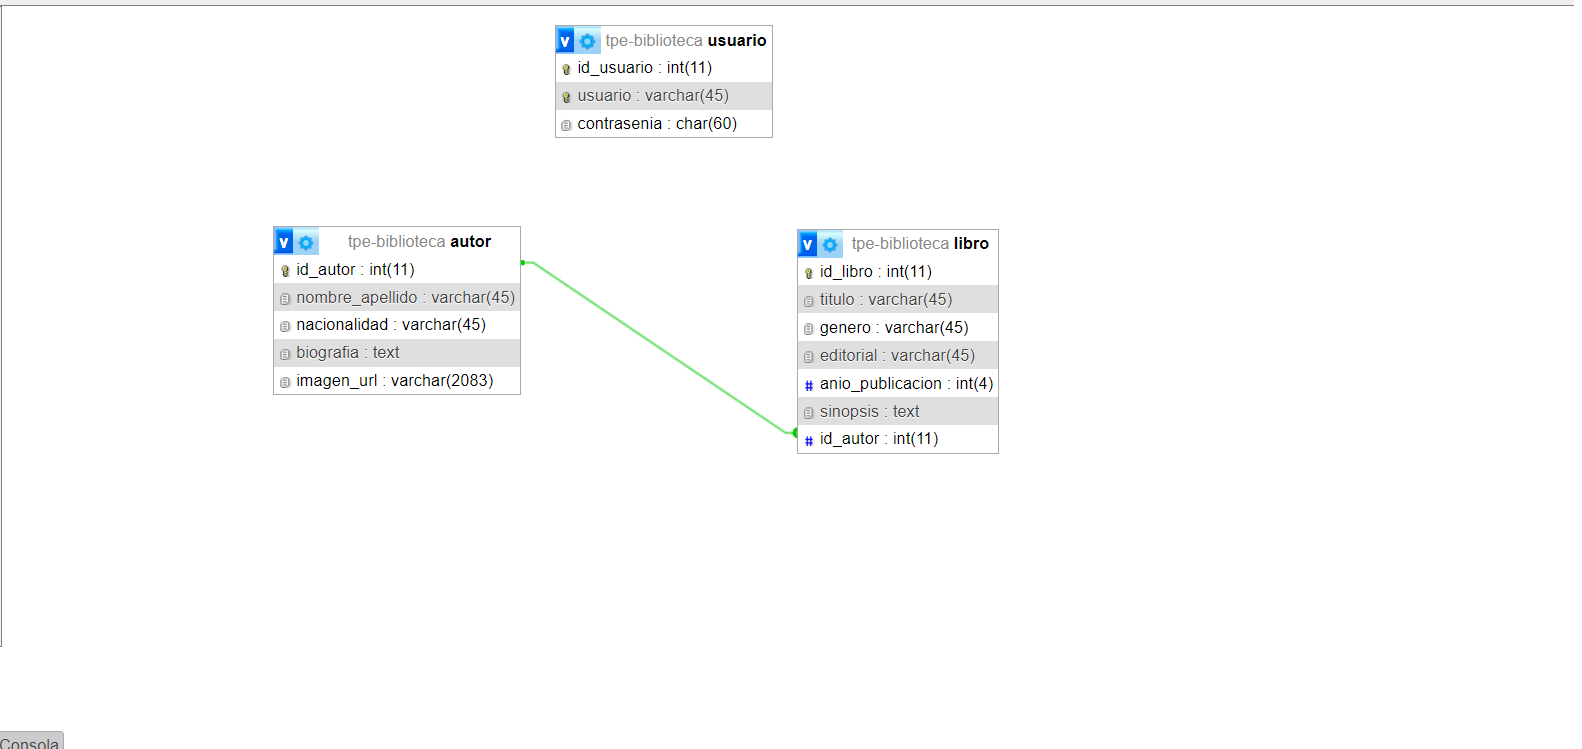 v tpe-biblioteca usuario
id_usuario : int(11)
usuario : varchar(45)
contrasenia : char(60)
v tpe-biblioteca autor
id_autor : int(11)
nombre_apellido : varchar(45)
nacionalidad : varchar(45)
biografia : text
imagen_url : varchar(2083)
v tpe-biblioteca libro
id_libro : int(11)
titulo : varchar(45)
genero : varchar(45)
editorial : varchar(45)
# anio_publicacion : int(4)
sinopsis : text
# id_autor : int(11)
Consola